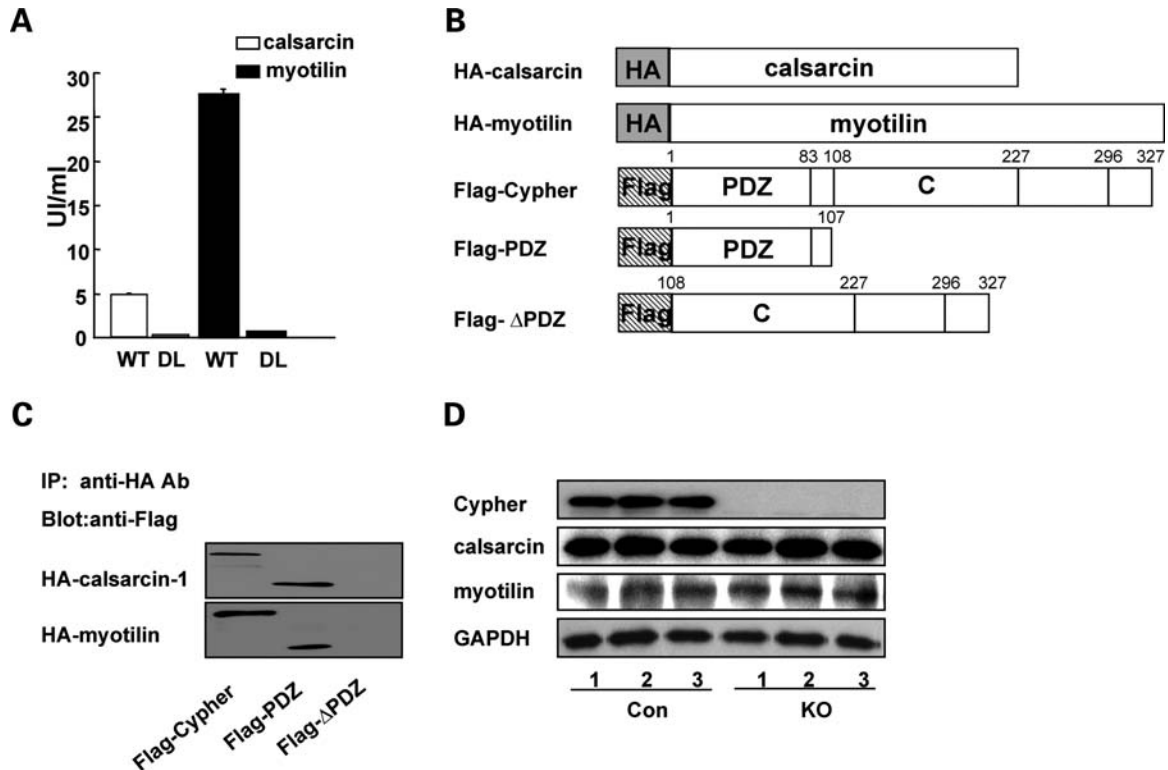 A
calsarcin
myotilin
30
25
20
15
10
5
0
UI/ml
WT DL WT DL
B
HA-calsarcin HA calsarcin
HA-myotilin HA myotilin
1 83 108 227 296 327
Flag-Cypher Flag PDZ C
1 107
Flag-PDZ Flag PDZ
108 227 296 327
Flag- ΔPDZ Flag C
C
IP: anti-HA Ab
Blot:anti-Flag
HA-calsarcin-1
HA-myotilin
Flag-Cypher
Flag-PDZ
Flag-ΔPDZ
D
Cypher
calsarcin
myotilin
GAPDH
1 2 3 1 2 3
Con KO